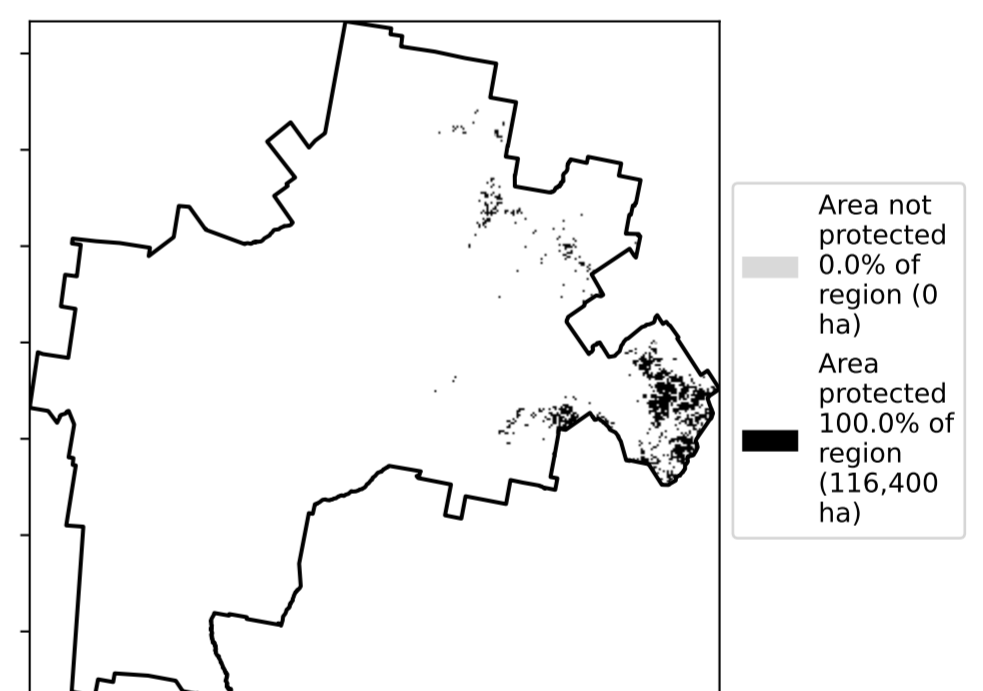 Area not
protected
0.0% of
region (0
ha)
Area
protected
100.0% of
region
(116,400
ha)